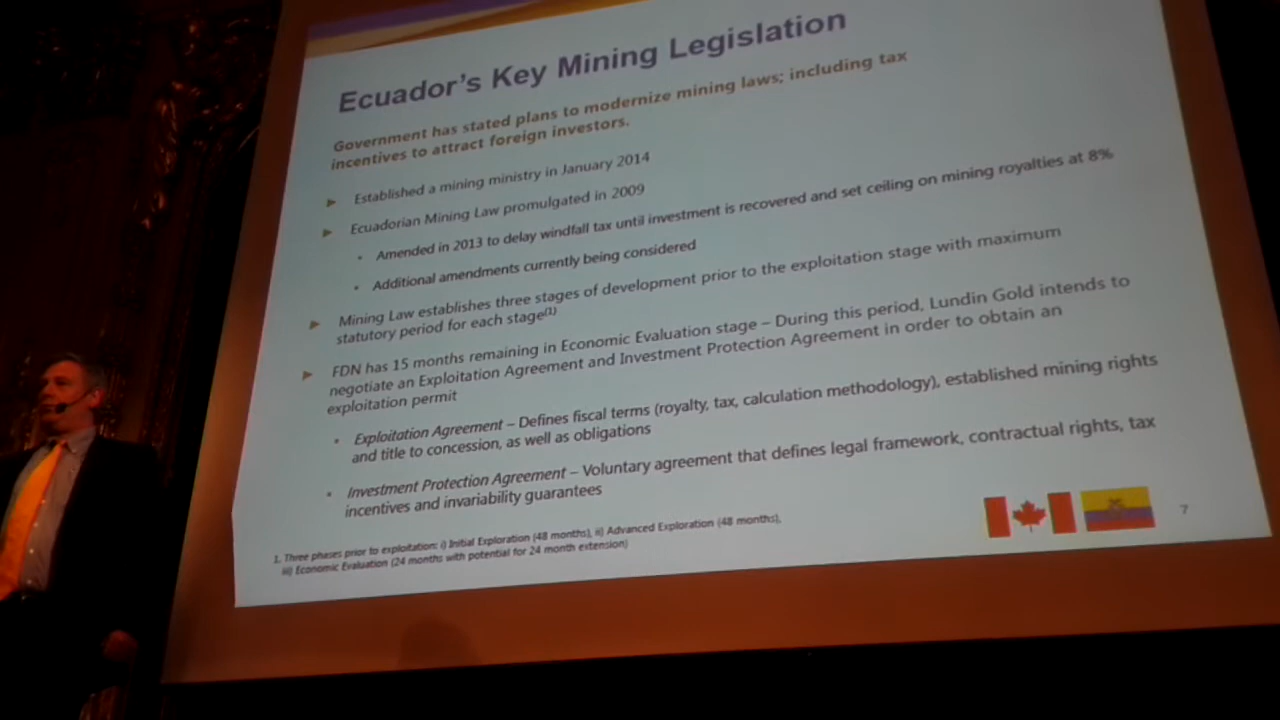 Ecuador's Key Mining Legislation
Government has stated plans to modernize mining laws; including tax
incentives to attract foreign investors.
Established a mining ministry in January 2014
Ecuadorian Mining Law promulgated in 2009
Amended in 2013 to delay windfall tax until investment is recovered and set ceiling on mining royalties at 8%
Additional amendments currently being considered
Mining Law establishes three stages of development prior to the exploitation stage with maximum
statutory period for each stage(1)
FDN has 15 months remaining in Economic Evaluation stage – During this period, Lundin Gold intends to
negotiate an Exploitation Agreement and Investment Protection Agreement in order to obtain an
exploitation permit
Exploitation Agreement – Defines fiscal terms (royalty, tax, calculation methodology), established mining rights
and title to concession, as well as obligations
Investment Protection Agreement – Voluntary agreement that defines legal framework, contractual rights, tax
incentives and invariability guarantees
1. Three phases prior to exploitation: i) Initial Exploration (48 months), ii) Advanced Exploration (48 months),
iii) Economic Evaluation (24 months with potential for 24 month extension)
7